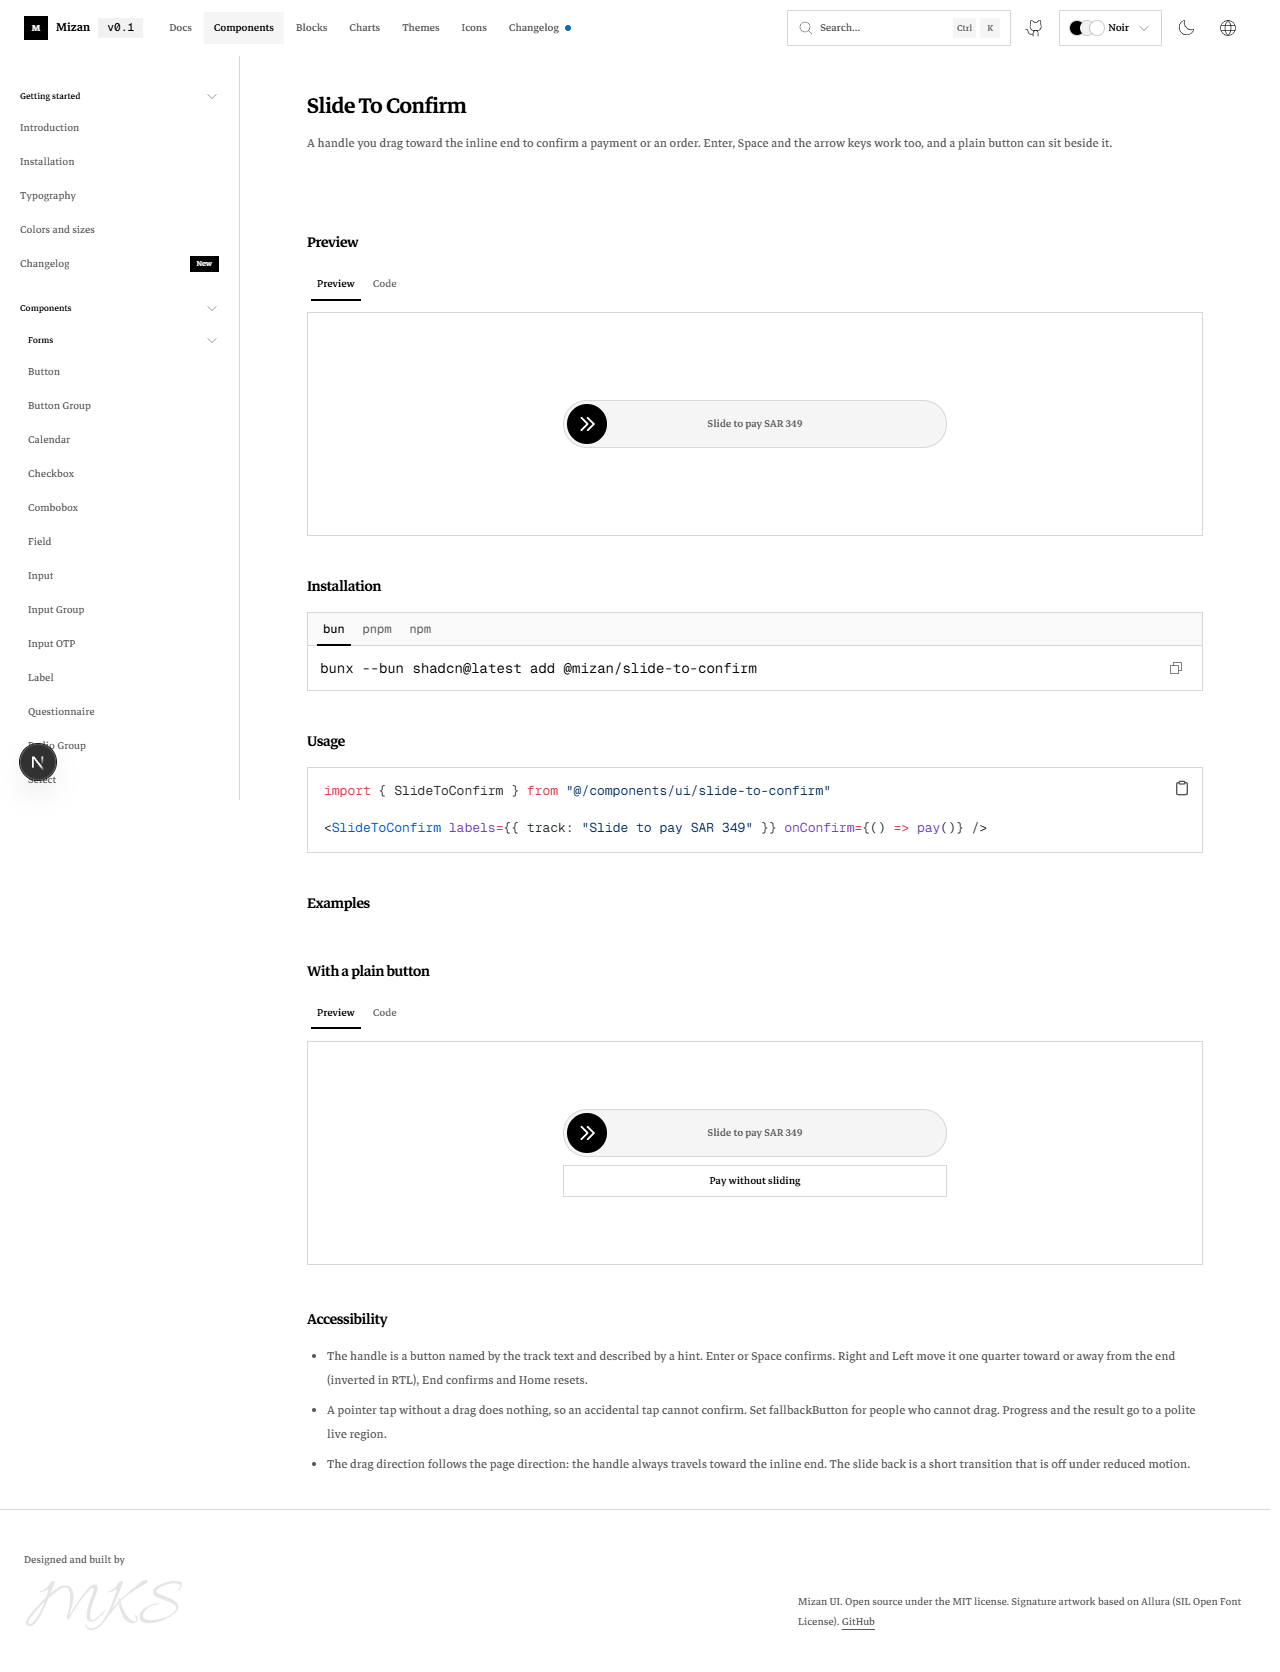 M Mizan v0.1 Docs Components Blocks Charts Themes Icons Changelog Search... Ctrl K Noir
Getting started
Introduction
Installation
Typography
Colors and sizes
Changelog New
Components
Forms
Button
Button Group
Calendar
Checkbox
Combobox
Field
Input
Input Group
Input OTP
Label
Questionnaire
Radio Group
N
Select
Slide To Confirm
A handle you drag toward the inline end to confirm a payment or an order. Enter, Space and the arrow keys work too, and a plain button can sit beside it.
Preview
Preview Code
Slide to pay SAR 349
Installation
bun pnpm npm
bunx --bun shadcn@latest add @mizan/slide-to-confirm
Usage
import { SlideToConfirm } from "@/components/ui/slide-to-confirm"
<SlideToConfirm labels={{ track: "Slide to pay SAR 349" }} onConfirm={() => pay()} />
Examples
With a plain button
Preview Code
Slide to pay SAR 349
Pay without sliding
Accessibility
• The handle is a button named by the track text and described by a hint. Enter or Space confirms. Right and Left move it one quarter toward or away from the end
(inverted in RTL), End confirms and Home resets.
• A pointer tap without a drag does nothing, so an accidental tap cannot confirm. Set fallbackButton for people who cannot drag. Progress and the result go to a polite
live region.
• The drag direction follows the page direction: the handle always travels toward the inline end. The slide back is a short transition that is off under reduced motion.
Designed and built by
MKS
Mizan UI. Open source under the MIT license. Signature artwork based on Allura (SIL Open Font
License). GitHub